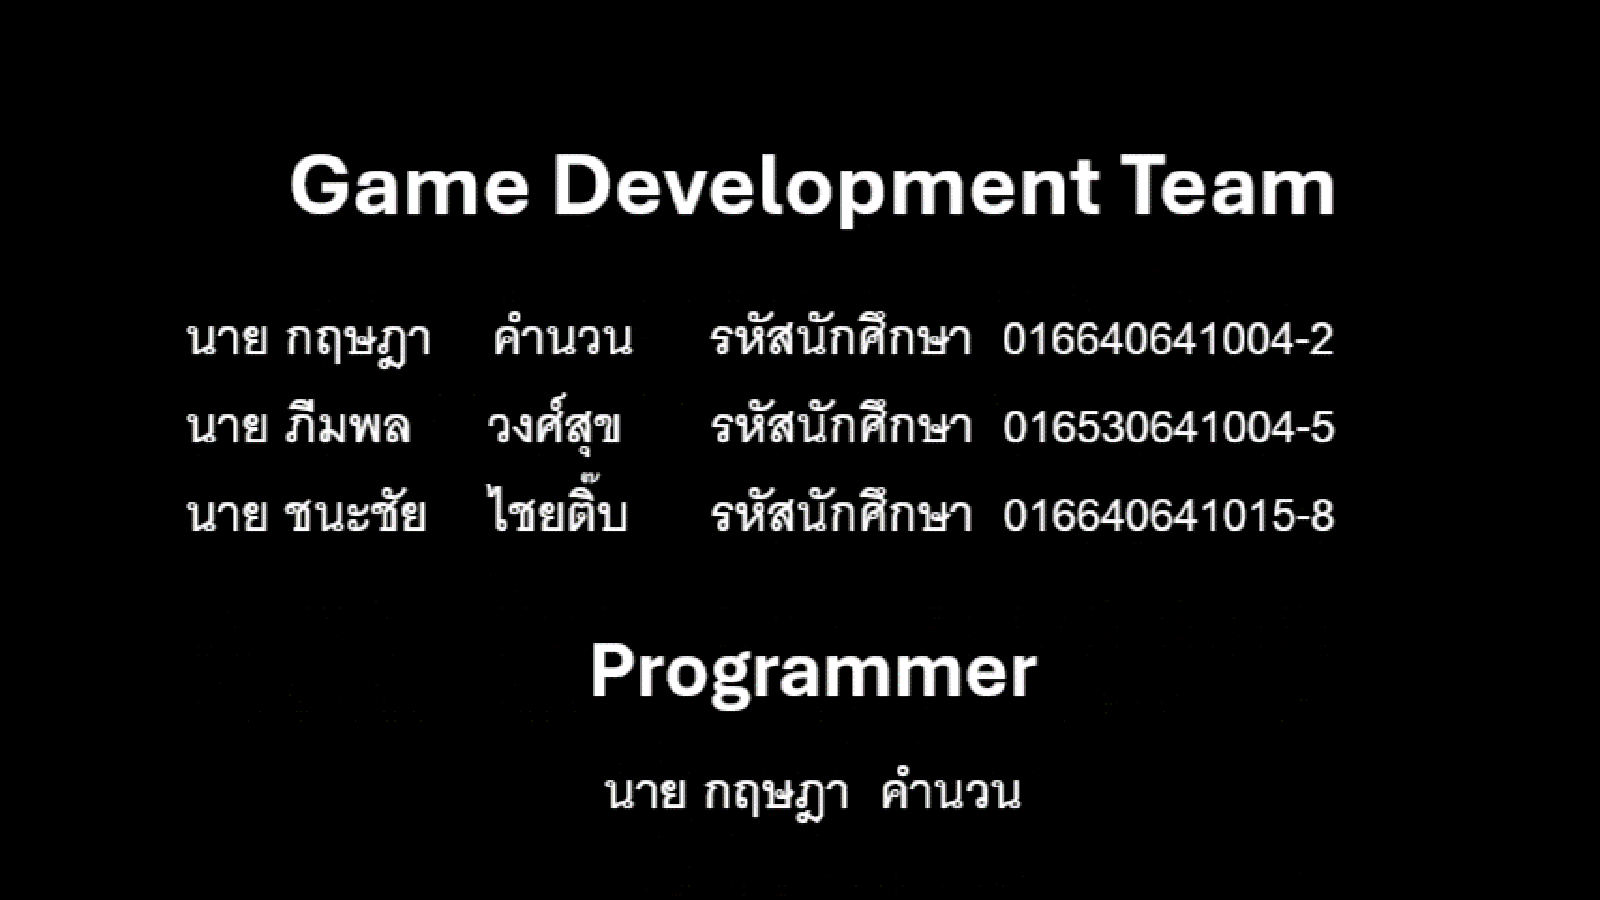 Game Development Team
นาย กฤษฎา คำนวน รหัสนักศึกษา 016640641004-2
นาย ภีมพล วงศ์สุข รหัสนักศึกษา 016530641004-5
นาย ชนะชัย ไชยติ๊บ รหัสนักศึกษา 016640641015-8
Programmer
นาย กฤษฎา คำนวน